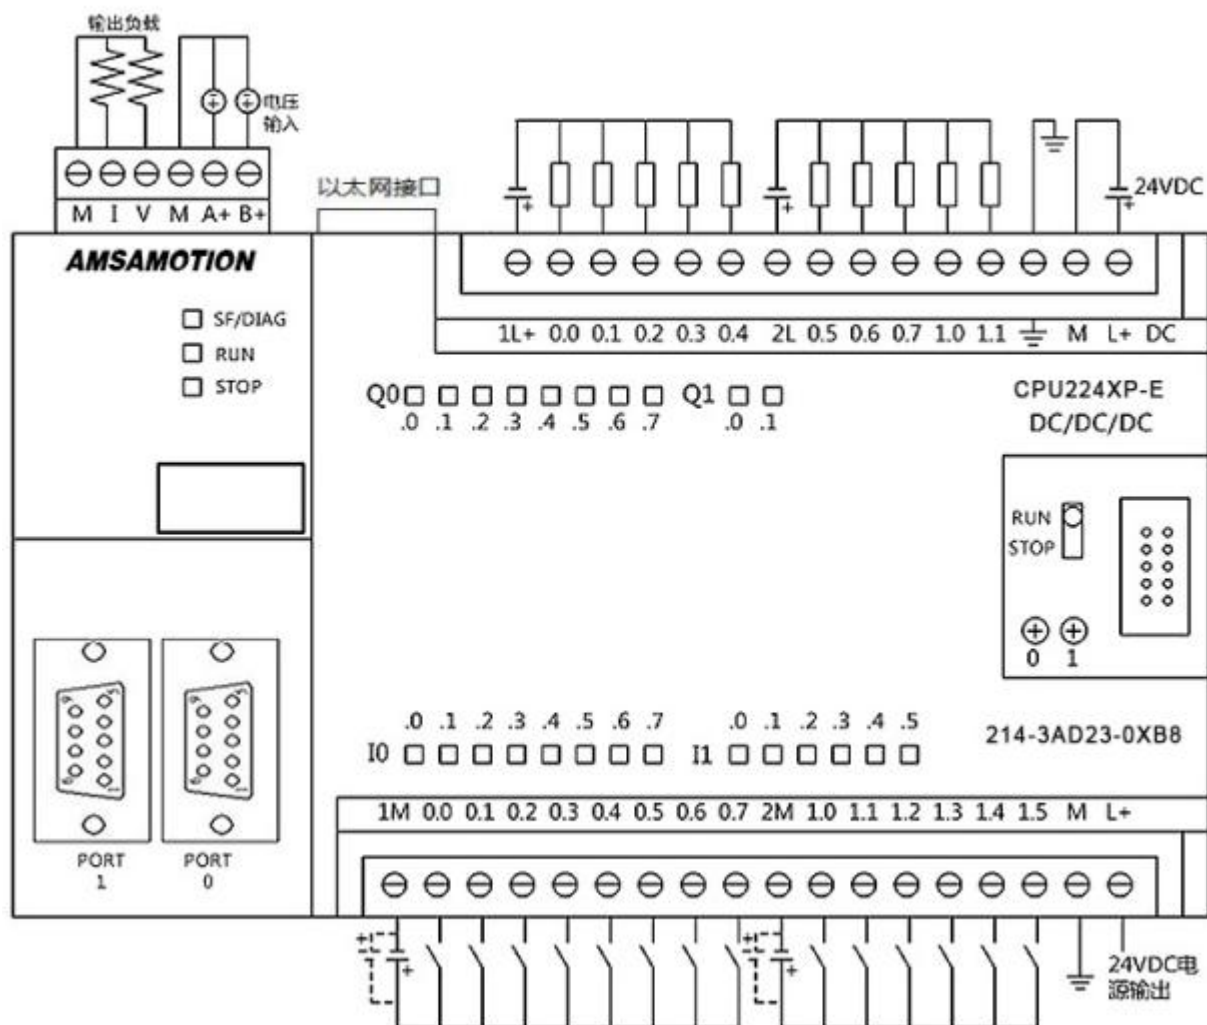 输出负载
电压
输入
M I V M A+ B+
以太网接口
24VDC
AMSAMOTION
SF/DIAG
RUN
STOP
1L+ 0.0 0.1 0.2 0.3 0.4 2L 0.5 0.6 0.7 1.0 1.1 M L+ DC
Q0
.0 .1 .2 .3 .4 .5 .6 .7
Q1
.0 .1
CPU224XP-E
DC/DC/DC
RUN
STOP
0 1
.0 .1 .2 .3 .4 .5 .6 .7
I0
.0 .1 .2 .3 .4 .5
I1
214-3AD23-0XB8
1M 0.0 0.1 0.2 0.3 0.4 0.5 0.6 0.7 2M 1.0 1.1 1.2 1.3 1.4 1.5 M L+
PORT
1
PORT
0
24VDC电
源输出